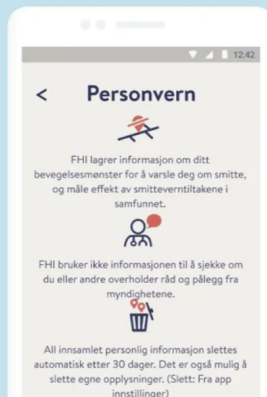 12:42
< Personvern
FHI lagrer informasjon om ditt
bevegelsesmønster for å varsle deg om smitte,
og måle effekt av smitteverntiltakene i
samfunnet.
FHI bruker ikke informasjonen til å sjekke om
du eller andre overholder råd og pålegg fra
myndighetene.
All innsamlet personlig informasjon slettes
automatisk etter 30 dager. Det er også mulig å
slette egne opplysninger. (Slett: Fra app
innstillinger)